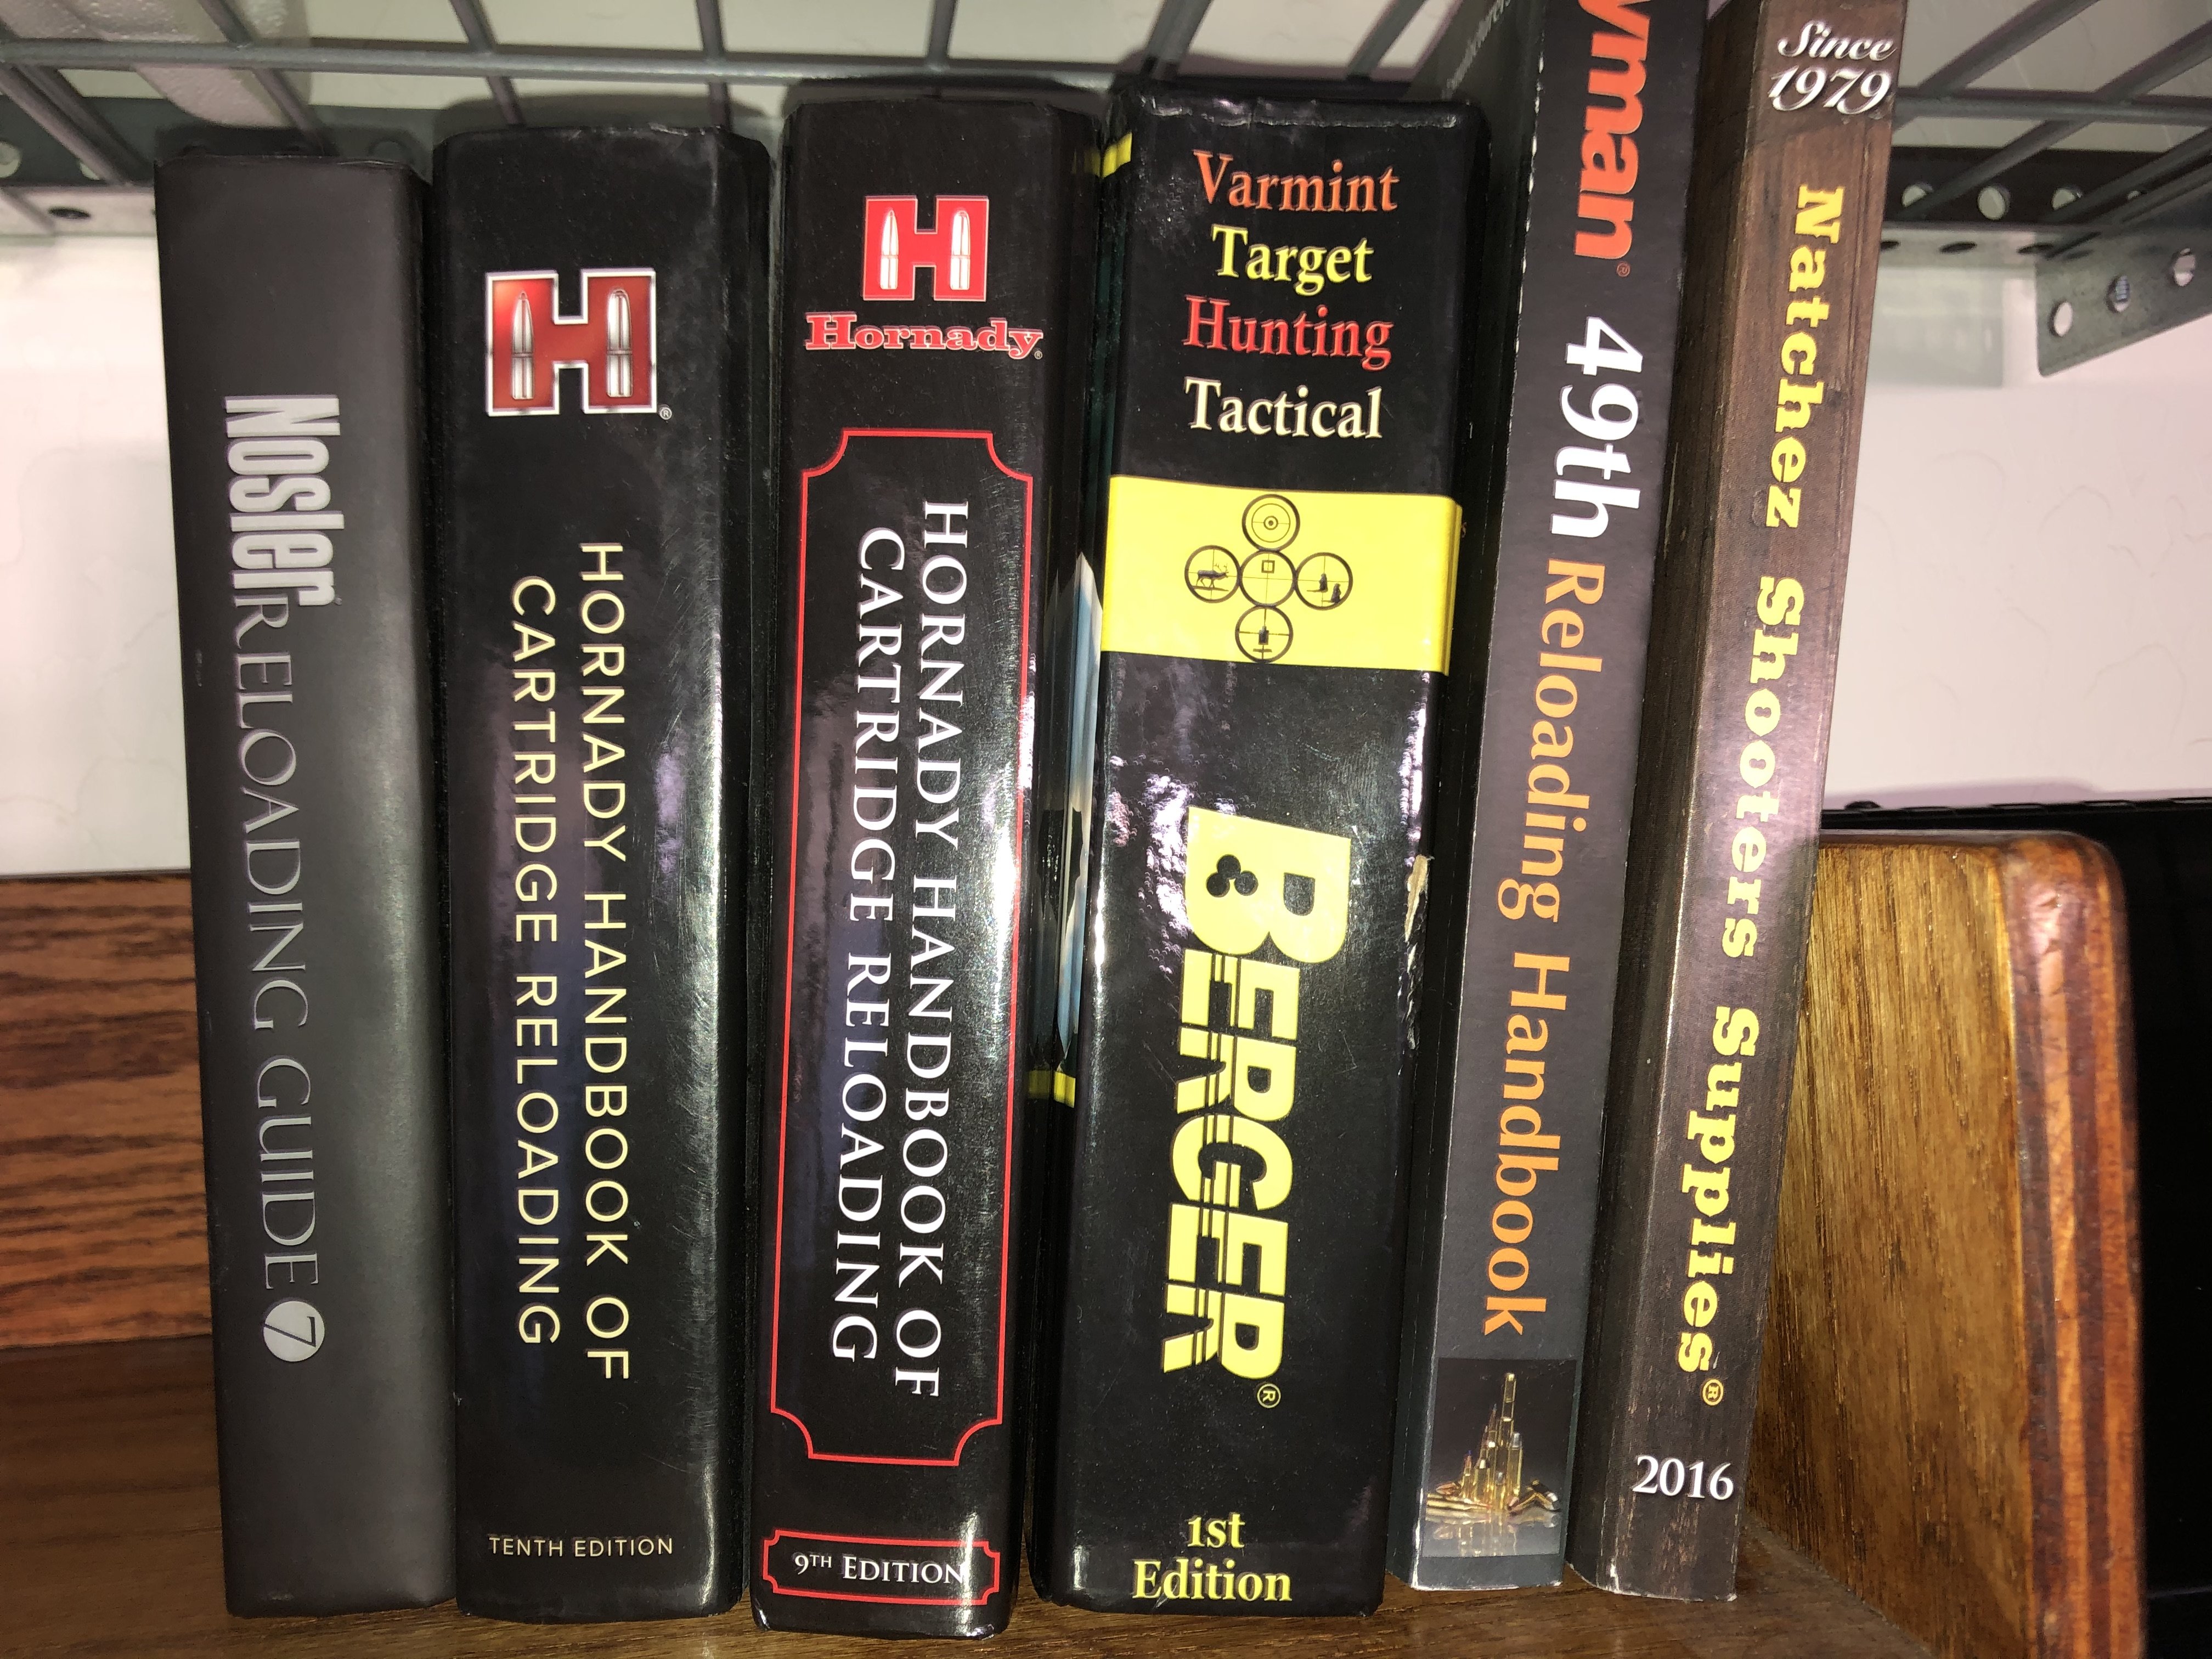 Nosler RELOADING GUIDE 7
H
HORNADY HANDBOOK OF
CARTRIDGE RELOADING
TENTH EDITION
H
Hornady
HORNADY HANDBOOK OF
CARTRIDGE RELOADING
9TH EDITION
Varmint
Target
Hunting
Tactical
BERGER®
1st
Edition
yman® 49th Reloading Handbook
Since
1979
Natchez Shooters Supplies®
2016